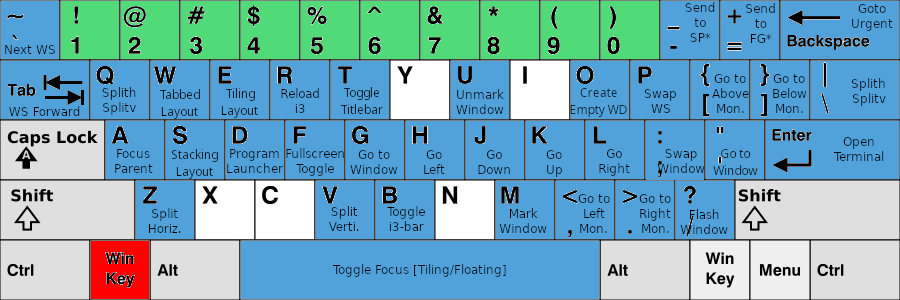 ~ ! @ # $ % ^ & * ( ) _ Send to SP* + Send to FG* Goto Urgent
` Next WS 1 2 3 4 5 6 7 8 9 0 - = Backspace
Tab WS Forward
Q Splith Splitv
W Tabbed Layout
E Tiling Layout
R Reload i3
T Toggle Titlebar
Y
U Unmark Window
I
O Create Empty WD
P Swap WS
{ [ Go to Above Mon.
} ] Go to Below Mon.
| \ Splith Splitv
Caps Lock A
A Focus Parent
S Stacking Layout
D Program Launcher
F Fullscreen Toggle
G Go to Window
H Go Left
J Go Down
K Go Up
L Go Right
: ; Swap Window
" ' Go to Window
Enter Open Terminal
Shift
Z Split Horiz.
X
C
V Split Verti.
B Toggle i3-bar
N
M Mark Window
< , Go to Left Mon.
> . Go to Right Mon.
? / Flash Window
Shift
Ctrl
Win Key
Alt
Toggle Focus [Tiling/Floating]
Alt
Win Key
Menu
Ctrl